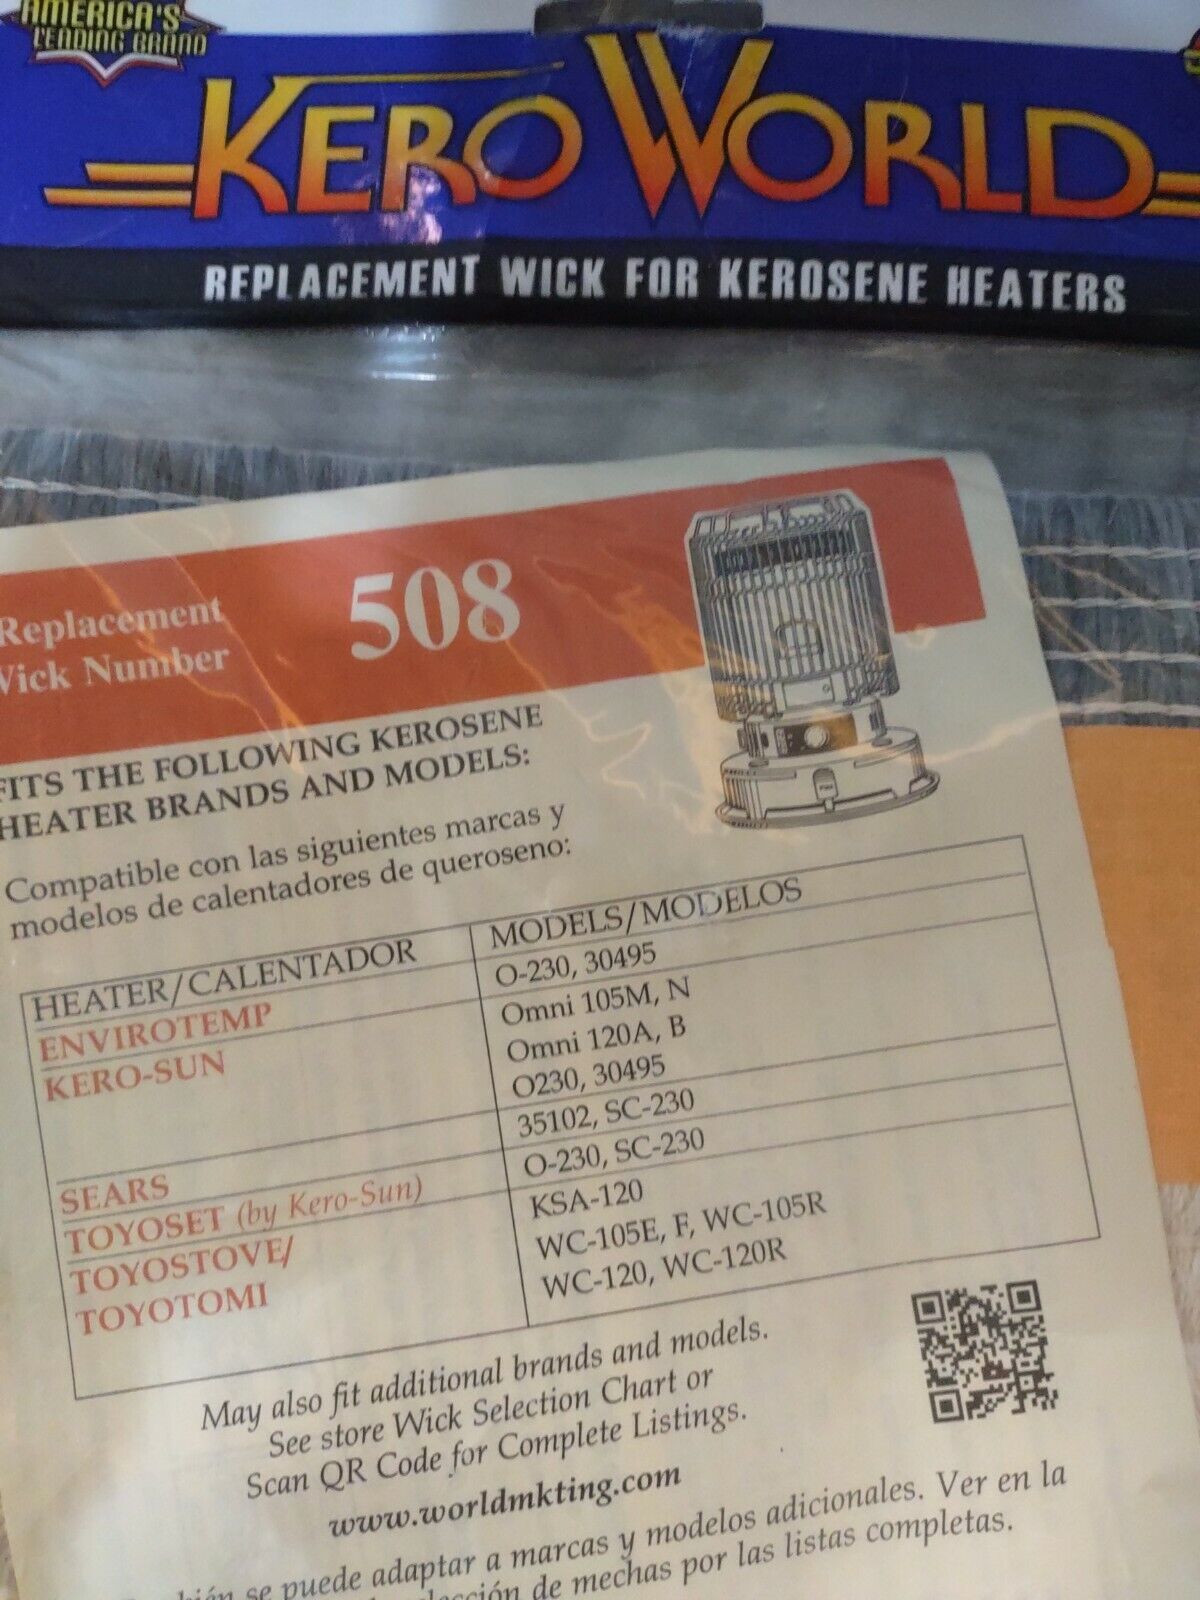 AMERICA'S
LEADING BRAND
KERO WORLD
REPLACEMENT WICK FOR KEROSENE HEATERS
Replacement
Wick Number
508
FITS THE FOLLOWING KEROSENE
HEATER BRANDS AND MODELS:
Compatible con las siguientes marcas y
modelos de calentadores de queroseno:
HEATER/CALENTADOR MODELS/MODELOS
ENVIROTEMP O-230, 30495
KERO-SUN Omni 105M, N
Omni 120A, B
O230, 30495
SEARS 35102, SC-230
TOYOSET (by Kero-Sun) O-230, SC-230
TOYOSTOVE/ KSA-120
TOYOTOMI WC-105E, F, WC-105R
WC-120, WC-120R
May also fit additional brands and models.
See store Wick Selection Chart or
Scan QR Code for Complete Listings.
www.worldmkting.com
se puede adaptar a marcas y modelos adicionales. Ver en la
de mechas por las listas completas.